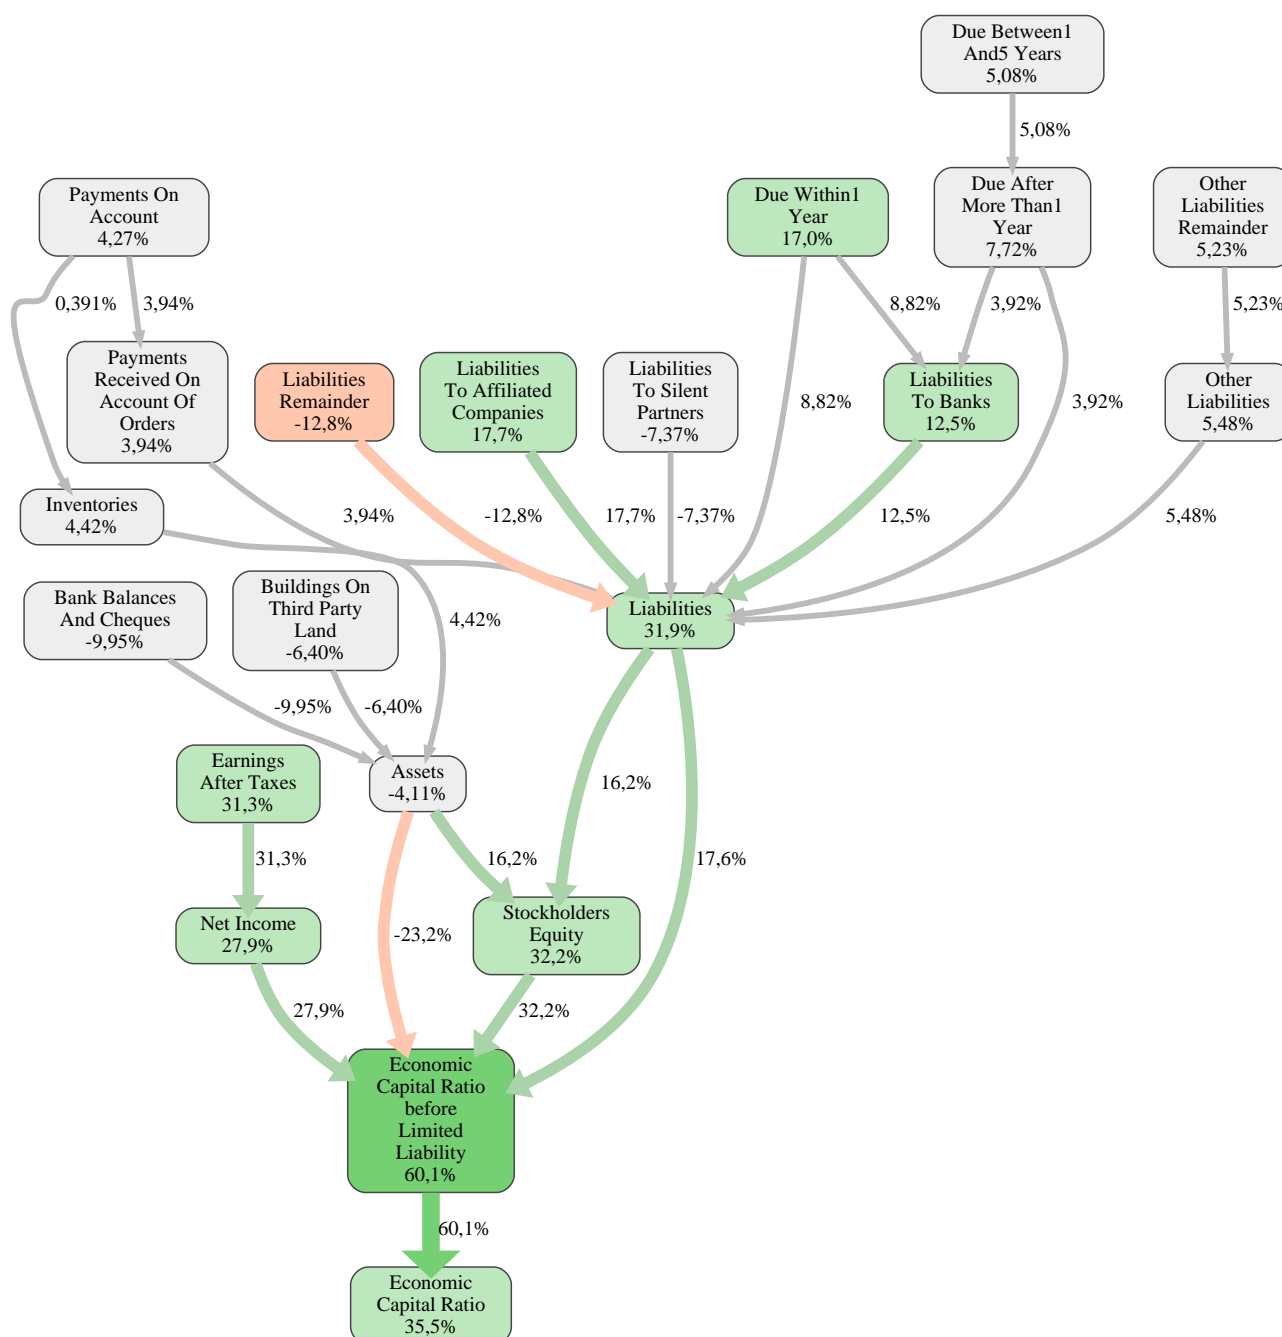 Due Between1
And5 Years
5,08%
5,08%
Payments On
Account
4,27%
Due Within1
Year
17,0%
Due After
More Than1
Year
7,72%
Other
Liabilities
Remainder
5,23%
0,391%
3,94%
8,82%
3,92%
5,23%
Payments
Received On
Account Of
Orders
3,94%
Liabilities
Remainder
-12,8%
Liabilities
To Affiliated
Companies
17,7%
Liabilities
To Silent
Partners
-7,37%
8,82%
Liabilities
To Banks
12,5%
3,92%
Other
Liabilities
5,48%
Inventories
4,42%
3,94%
-12,8%
17,7%
-7,37%
12,5%
5,48%
Bank Balances
And Cheques
-9,95%
Buildings On
Third Party
Land
-6,40%
4,42%
Liabilities
31,9%
-9,95%
-6,40%
Earnings
After Taxes
31,3%
Assets
-4,11%
16,2%
31,3%
16,2%
17,6%
Net Income
27,9%
-23,2%
Stockholders
Equity
32,2%
27,9%
32,2%
Economic
Capital Ratio
before
Limited
Liability
60,1%
60,1%
Economic
Capital Ratio
35,5%